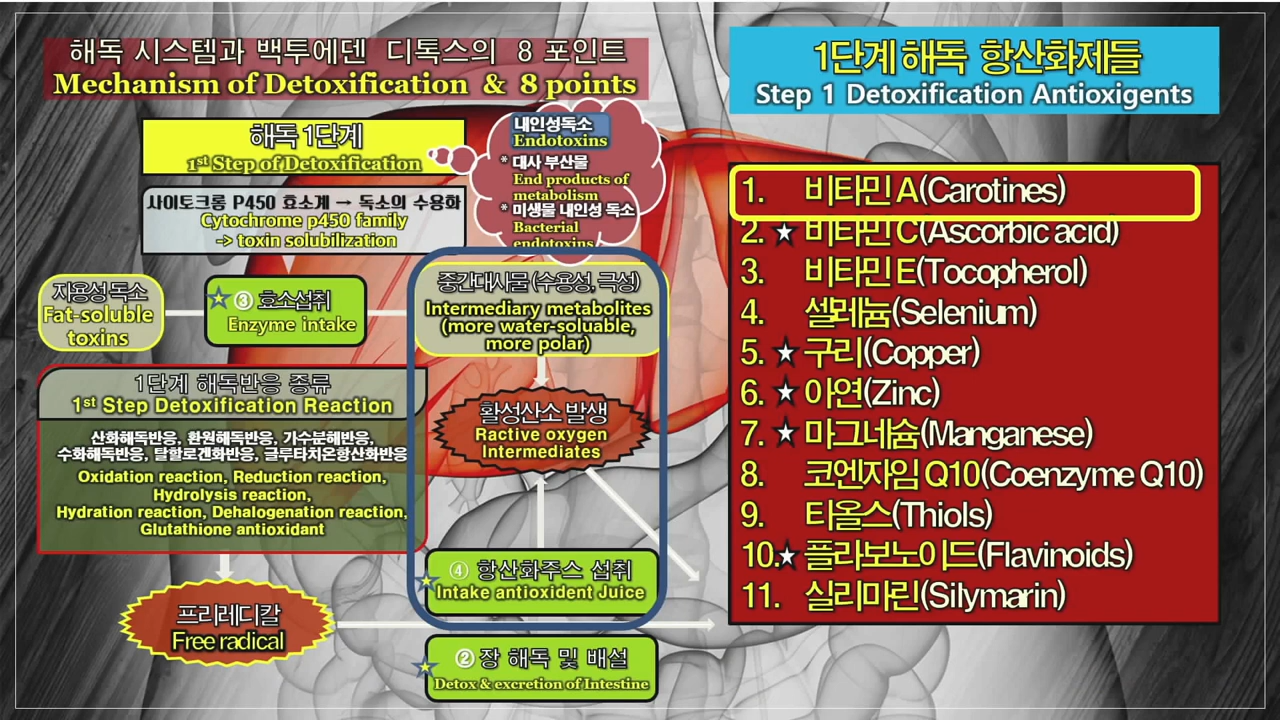 해독 시스템과 백투에덴 디톡스의 8 포인트
Mechanism of Detoxification & 8 points
해독 1단계
1st Step of Detoxification
사이토크롬 P450 효소계 → 독소의 수용화
Cytochrome p450 family
-> toxin solubilization
내인성독소
Endotoxins
* 대사 부산물
End products of
metabolism
* 미생물 내인성 독소
Bacterial
endotoxins
지용성 독소
Fat-soluble
toxins
③ 효소섭취
Enzyme intake
중간대사물 (수용성, 극성)
Intermediary metabolites
(more water-soluable,
more polar)
1단계 해독반응 종류
1st Step Detoxification Reaction
산화해독반응, 환원해독반응, 가수분해반응,
수화해독반응, 탈할로겐화반응, 글루타치온항산화반응
Oxidation reaction, Reduction reaction,
Hydrolysis reaction,
Hydration reaction, Dehalogenation reaction,
Glutathione antioxidant
활성산소 발생
Ractive oxygen
Intermediates
④ 항산화주스 섭취
Intake antioxident Juice
프리레디칼
Free radical
② 장 해독 및 배설
Detox & excretion of Intestine
1단계 해독 항산화제들
Step 1 Detoxification Antioxigents
1. 비타민 A(Carotines)
2. ★ 비타민 C(Ascorbic acid)
3. 비타민 E(Tocopherol)
4. 셀레늄(Selenium)
5. ★ 구리(Copper)
6. ★ 아연(Zinc)
7. ★ 마그네슘(Manganese)
8. 코엔자임 Q10(Coenzyme Q10)
9. 티올스(Thiols)
10.★ 플라보노이드(Flavinoids)
11. 실리마린(Silymarin)